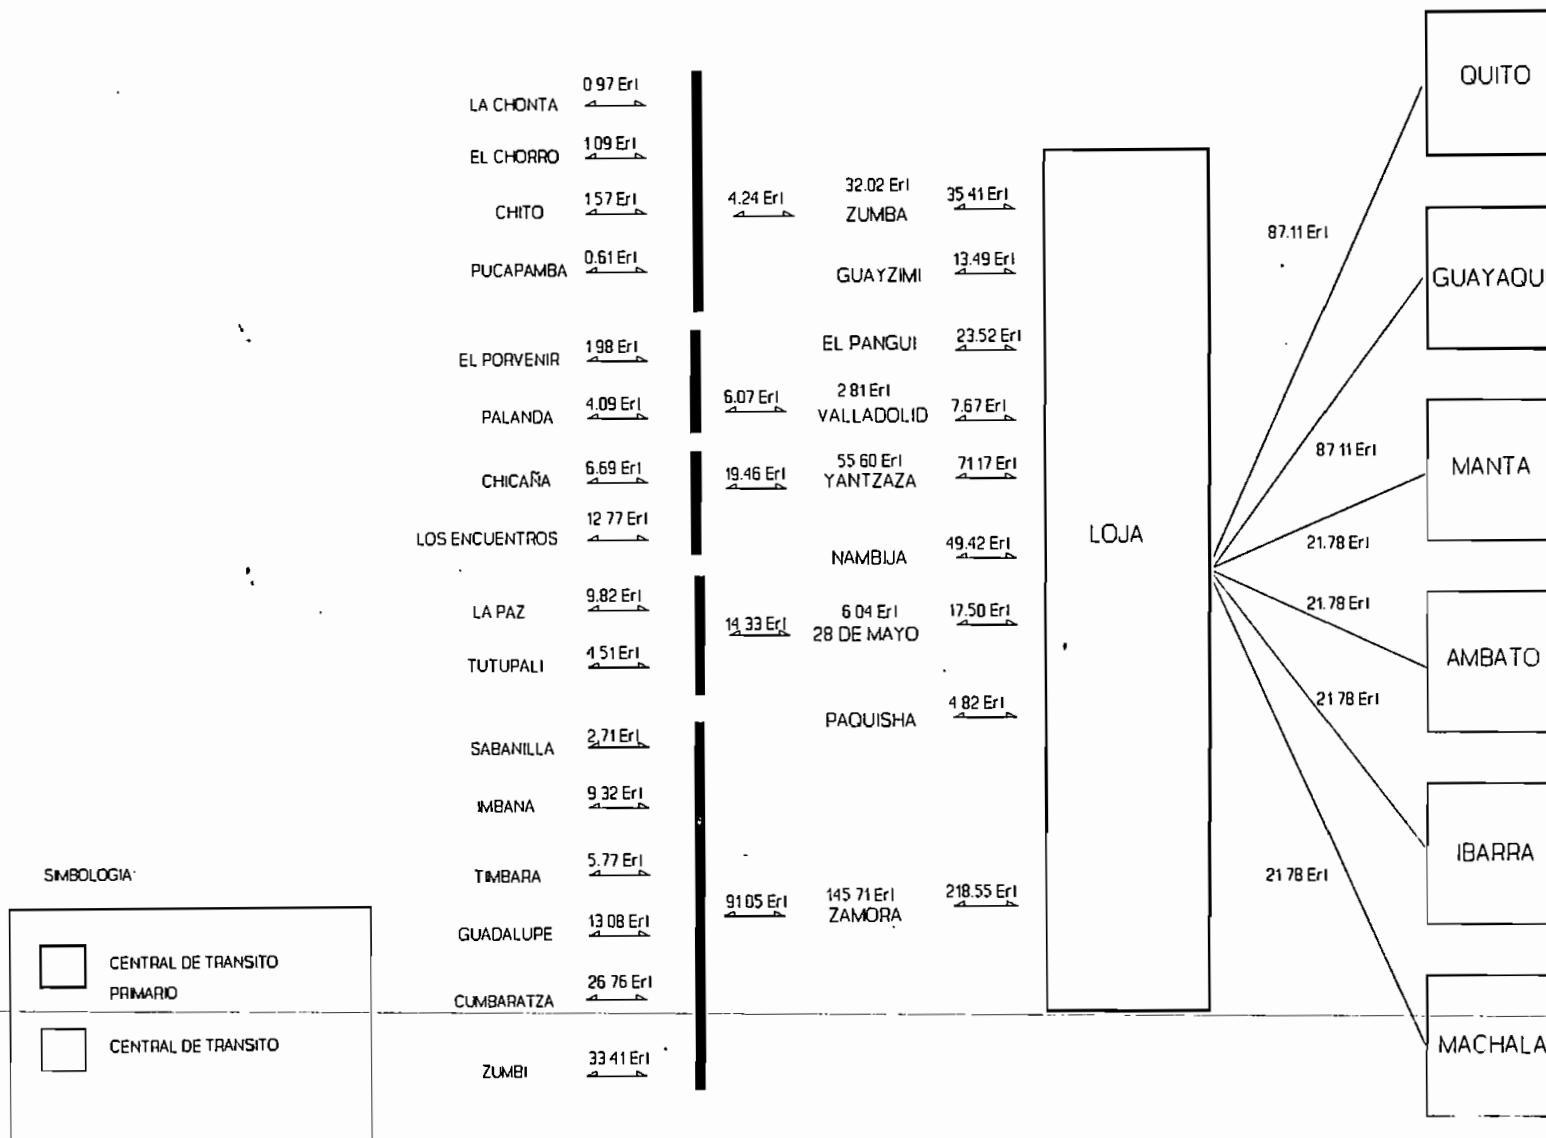 LA CHONTA 0.97 Erl
EL CHORRO 1.09 Erl
CHITO 1.57 Erl
PUCAPAMBA 0.61 Erl
4.24 Erl
32.02 Erl
ZUMBA 35.41 Erl
GUAYZIMI 13.49 Erl
EL PANGUI 23.52 Erl
EL PORVENIR 1.98 Erl
PALANDA 4.09 Erl
6.07 Erl
2.81 Erl
VALLADOLID 7.67 Erl
CHICAÑA 6.69 Erl
LOS ENCUENTROS 12.77 Erl
19.46 Erl
55.60 Erl
YANTZAZA 71.17 Erl
NAMBIJA 49.42 Erl
LA PAZ 9.82 Erl
TUTUPALI 4.51 Erl
14.33 Erl
6.04 Erl
28 DE MAYO 17.50 Erl
PAQUISHA 4.82 Erl
SABANILLA 2.71 Erl
IMBANA 9.32 Erl
TIMBARA 5.77 Erl
GUADALUPE 13.08 Erl
CUMBARATZA 26.76 Erl
ZUMBI 33.41 Erl
91.05 Erl
145.71 Erl
ZAMORA 218.55 Erl
LOJA
87.11 Erl
QUITO
87.11 Erl
GUAYAQUI
21.78 Erl
MANTA
21.78 Erl
AMBATO
21.78 Erl
IBARRA
21.78 Erl
MACHALA
SIMBOLOGIA:
CENTRAL DE TRANSITO
PRIMARIO
CENTRAL DE TRANSITO